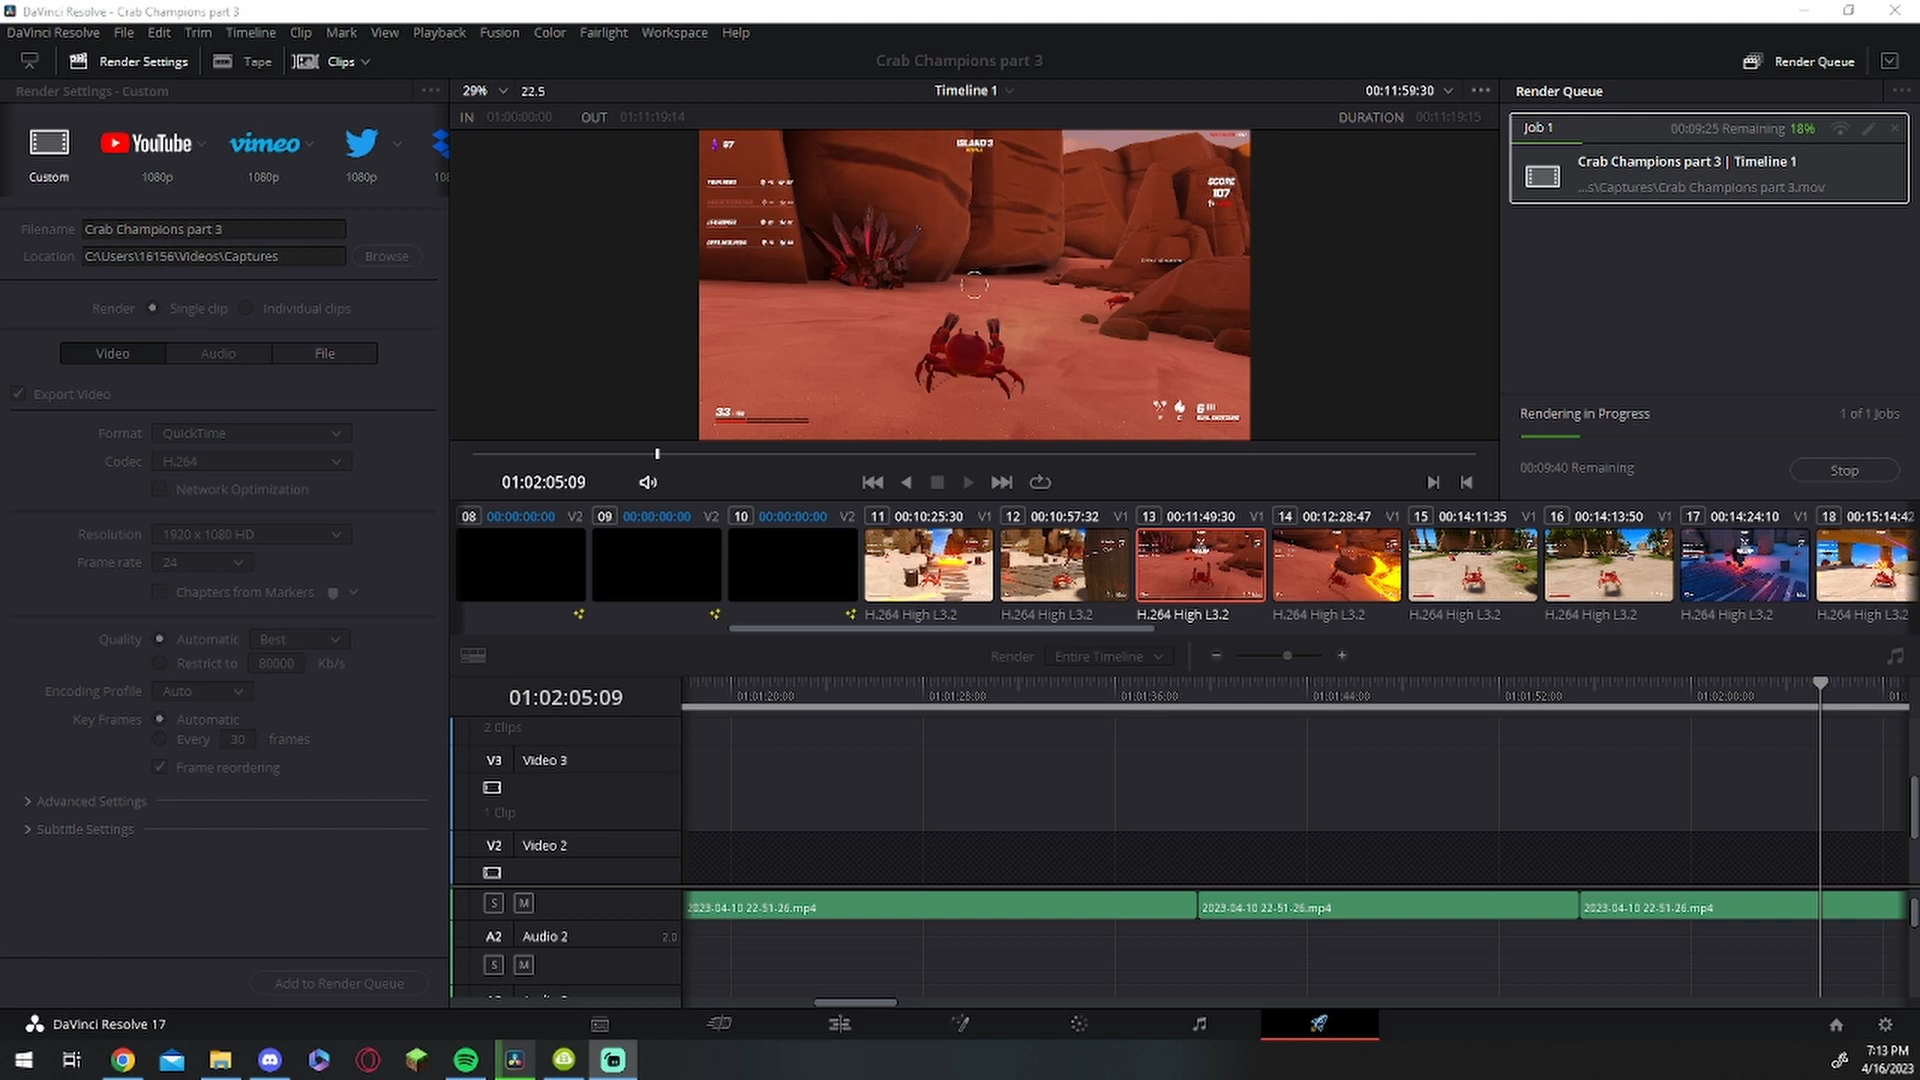 DaVinci Resolve - Crab Champions part 3
DaVinci Resolve File Edit Trim Timeline Clip Mark View Playback Fusion Color Fairlight Workspace Help
Render Settings Tape Clips Crab Champions part 3 Render Queue
Render Settings - Custom 29% 22.5 Timeline 1 00:11:59:30 Render Queue
IN 01:00:00:00 OUT 01:11:19:14 DURATION 00:11:19:15
YouTube vimeo
Custom 1080p 1080p 1080p 108
Job 1 00:09:25 Remaining 18%
Crab Champions part 3 | Timeline 1
...s\Captures\Crab Champions part 3.mov
87
ISLAND 3
SCORE
107
33
6
Filename Crab Champions part 3
Location C:\Users\16156\Videos\Captures Browse
Render Single clip Individual clips
Video Audio File
Export Video
Format QuickTime
Codec H.264
Network Optimization
Resolution 1920 x 1080 HD
Frame rate 24
Chapters from Markers
Quality Automatic Best
Restrict to 80000 Kb/s
Encoding Profile Auto
Key Frames Automatic
Every 30 frames
Frame reordering
Advanced Settings
Subtitle Settings
Add to Render Queue
Rendering in Progress 1 of 1 Jobs
00:09:40 Remaining Stop
01:02:05:09
08 00:00:00:00 V2 09 00:00:00:00 V2 10 00:00:00:00 V2 11 00:10:25:30 V1 12 00:10:57:32 V1 13 00:11:49:30 V1 14 00:12:28:47 V1 15 00:14:11:35 V1 16 00:14:13:50 V1 17 00:14:24:10 V1 18 00:15:14:42
H.264 High L3.2 H.264 High L3.2 H.264 High L3.2 H.264 High L3.2 H.264 High L3.2 H.264 High L3.2 H.264 High L3.2 H.264 High L3.2
Render Entire Timeline
01:02:05:09 01:01:20:00 01:01:28:00 01:01:36:00 01:01:44:00 01:01:52:00 01:02:00:00 01:
2 Clips
V3 Video 3
1 Clip
V2 Video 2
S M 2023-04-10 22-51-26.mp4 2023-04-10 22-51-26.mp4 2023-04-10 22-51-26.mp4
A2 Audio 2 2.0
S M
DaVinci Resolve 17
7:13 PM
4/16/2023